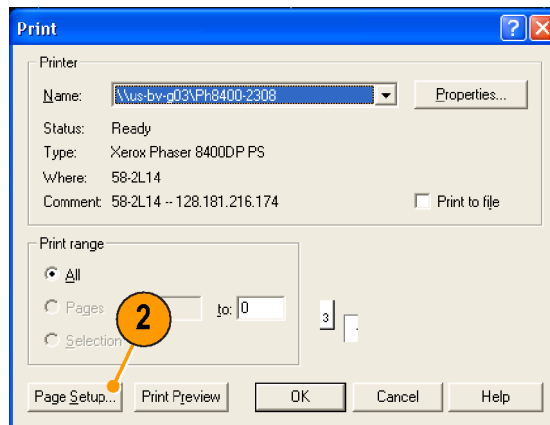 Print
Printer
Name: \\us-bv-g03\Ph8400-2308 Properties...
Status: Ready
Type: Xerox Phaser 8400DP PS
Where: 58-2L14
Comment: 58-2L14 -- 128.181.216.174 Print to file
Print range
All
Pages to: 0
3
Selection
2
Page Setup... Print Preview OK Cancel Help